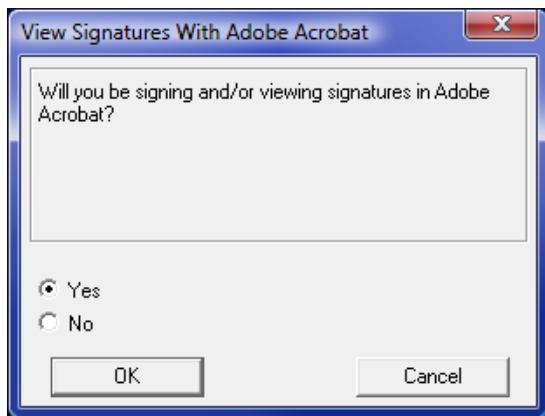 View Signatures With Adobe Acrobat
Will you be signing and/or viewing signatures in Adobe
Acrobat?
Yes
No
OK
Cancel